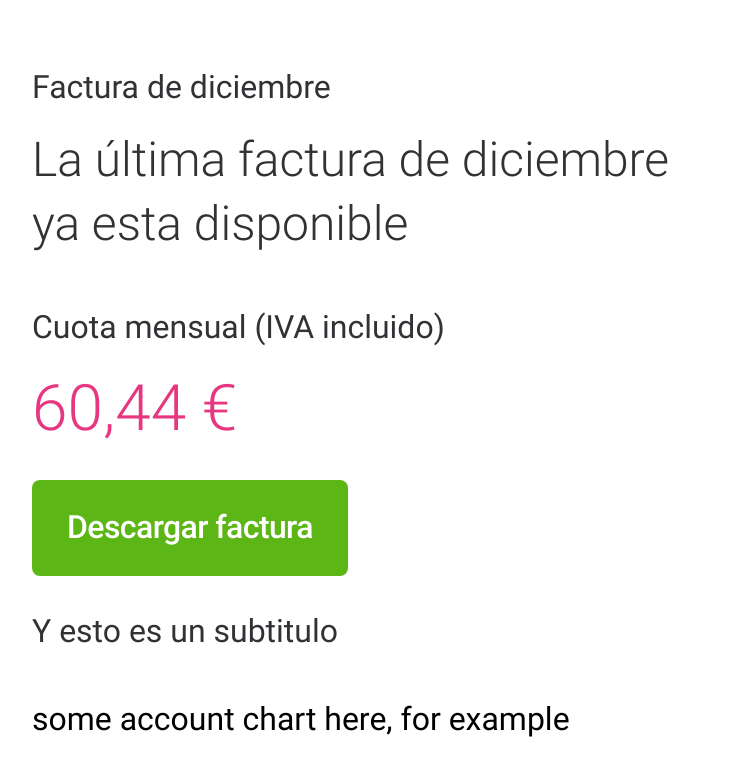 Factura de diciembre
La última factura de diciembre
ya esta disponible
Cuota mensual (IVA incluido)
60,44 €
Descargar factura
Y esto es un subtitulo
some account chart here, for example